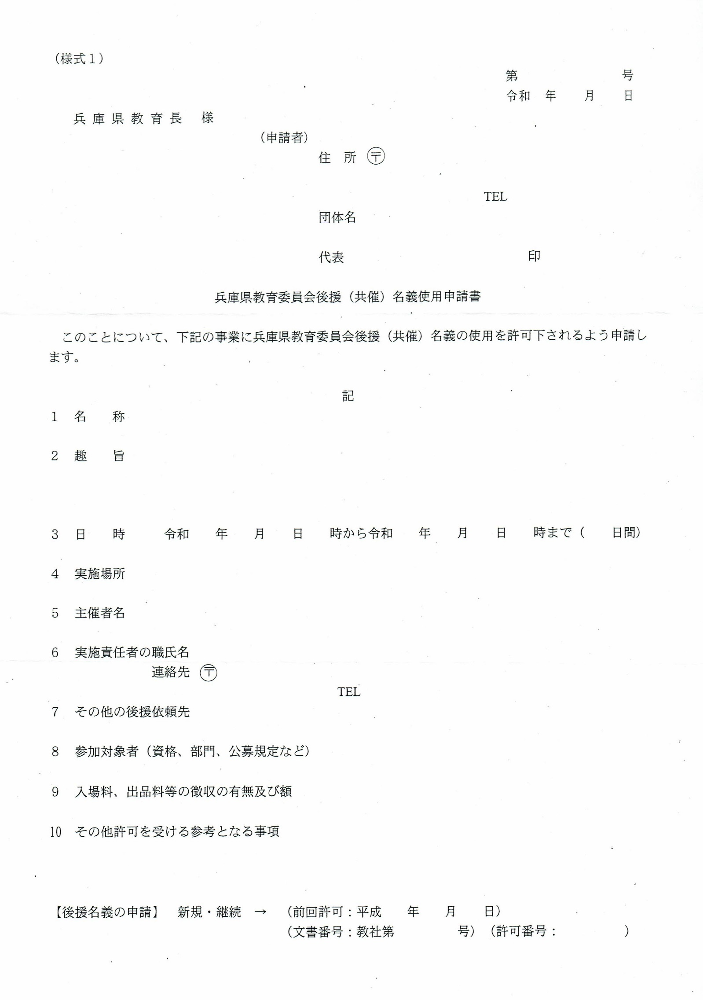 （様式１）
第　　　　　　　　号
令和　年　　月　　日
兵庫県教育長　様
（申請者）
住　所　〒
TEL
団体名
代表　　　　　　　　　　　　　　印
兵庫県教育委員会後援（共催）名義使用申請書
このことについて、下記の事業に兵庫県教育委員会後援（共催）名義の使用を許可下されるよう申請し
ます。
記
１　名　　称
２　趣　　旨
３　日　　時　　　令和　　年　　月　　日　　時から令和　　年　　月　　日　　時まで（　　日間）
４　実施場所
５　主催者名
６　実施責任者の職氏名
連絡先　〒
TEL
７　その他の後援依頼先
８　参加対象者（資格、部門、公募規定など）
９　入場料、出品料等の徴収の有無及び額
10　その他許可を受ける参考となる事項
【後援名義の申請】　新規・継続　→　（前回許可：平成　　年　　月　　日）
（文書番号：教社第　　　　　号）（許可番号：　　　　　）